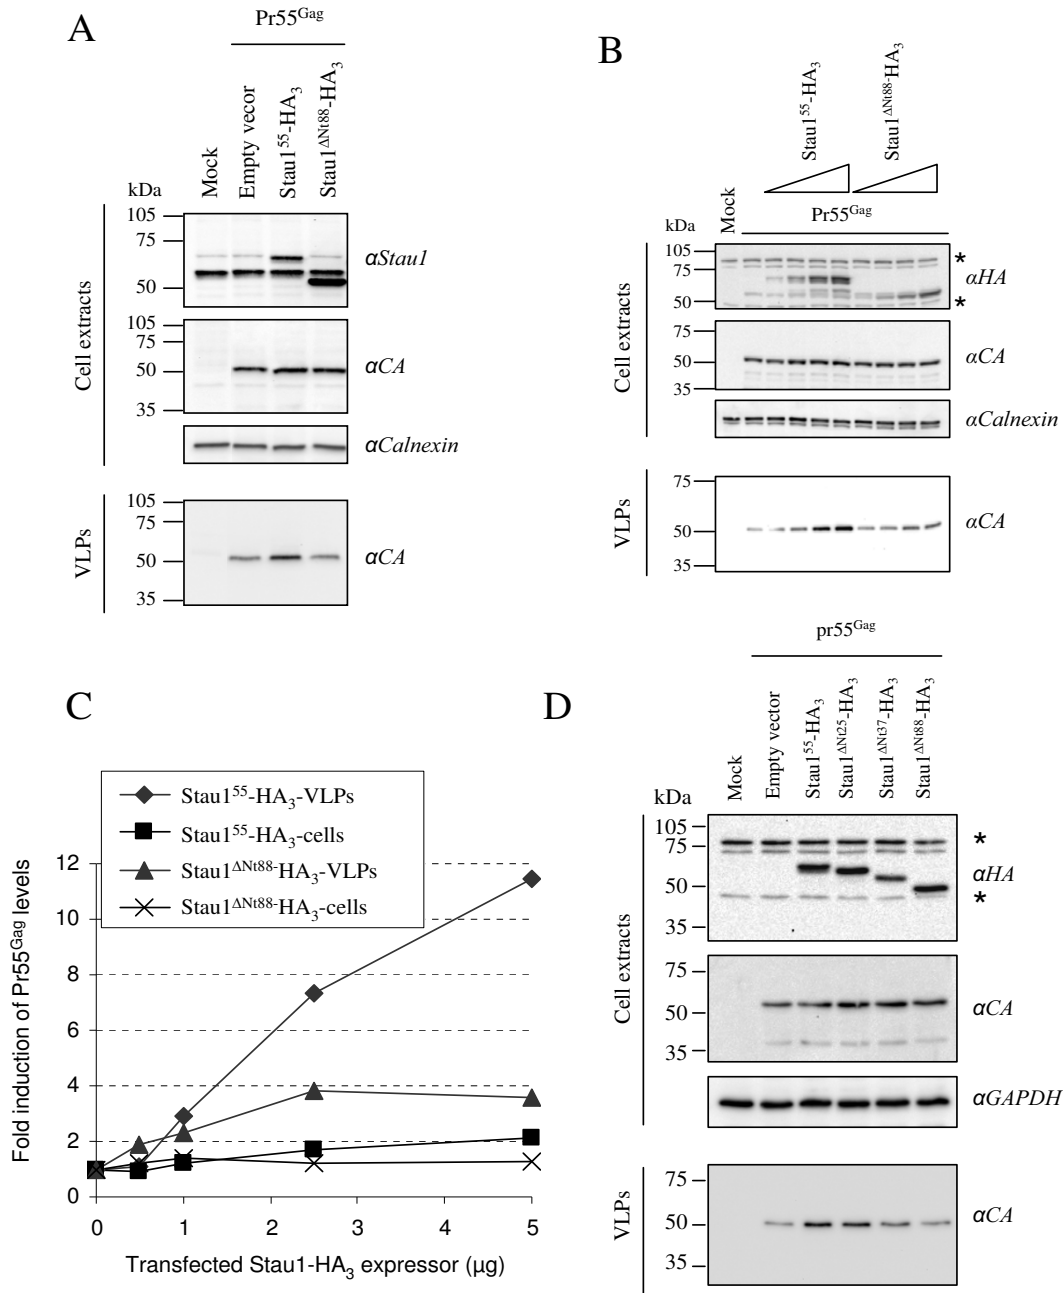 A
Pr55Gag
Mock
Empty vecor
Stau155-HA3
Stau1ΔNt88-HA3
kDa
Cell extracts
105
75
50
αStau1
105
75
50
35
αCA
αCalnexin
VLPs
105
75
50
35
αCA
B
Stau155-HA3
Stau1ΔNt88-HA3
Mock
Pr55Gag
kDa
Cell extracts
105
75
50
*
αHA
*
75
50
35
αCA
αCalnexin
VLPs
75
50
35
αCA
C
Stau155-HA3-VLPs
Stau155-HA3-cells
Stau1ΔNt88-HA3-VLPs
Stau1ΔNt88-HA3-cells
Fold induction of Pr55Gag levels
12
10
8
6
4
2
0
0 1 2 3 4 5
Transfected Stau1-HA3 expressor (µg)
D
pr55Gag
Mock
Empty vector
Stau155-HA3
Stau1ΔNt25-HA3
Stau1ΔNt37-HA3
Stau1ΔNt88-HA3
kDa
Cell extracts
105
75
50
35
*
αHA
*
75
50
35
αCA
αGAPDH
VLPs
75
50
35
αCA